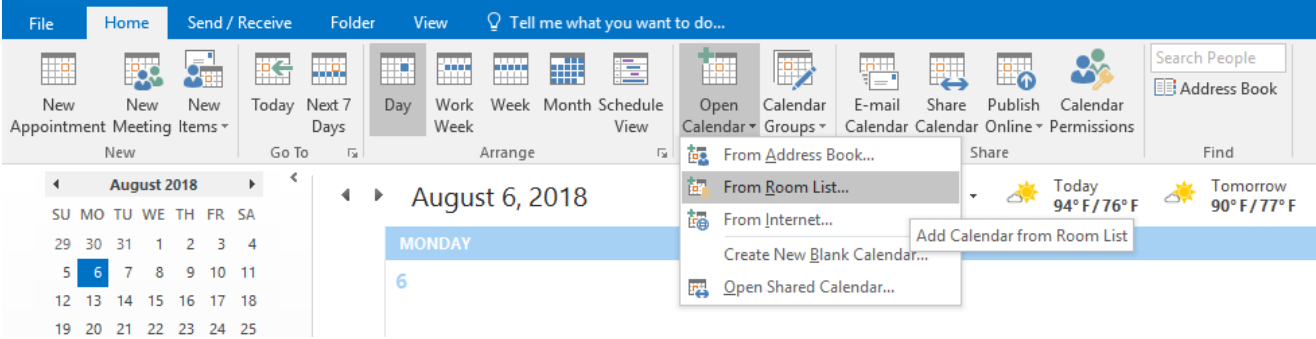 File Home Send / Receive Folder View Tell me what you want to do...
New Appointment
New Meeting
New Items
Today
Next 7 Days
Day
Work Week
Week
Month
Schedule View
Open Calendar
Calendar Groups
E-mail Calendar
Share Calendar
Publish Online
Calendar Permissions
Search People
Address Book
New Go To Arrange Share Find
From Address Book...
From Room List...
From Internet...
Create New Blank Calendar...
Open Shared Calendar...
Add Calendar from Room List
August 2018
SU MO TU WE TH FR SA
29 30 31 1 2 3 4
5 6 7 8 9 10 11
12 13 14 15 16 17 18
19 20 21 22 23 24 25
August 6, 2018
Today
94° F / 76° F
Tomorrow
90° F / 77° F
MONDAY
6